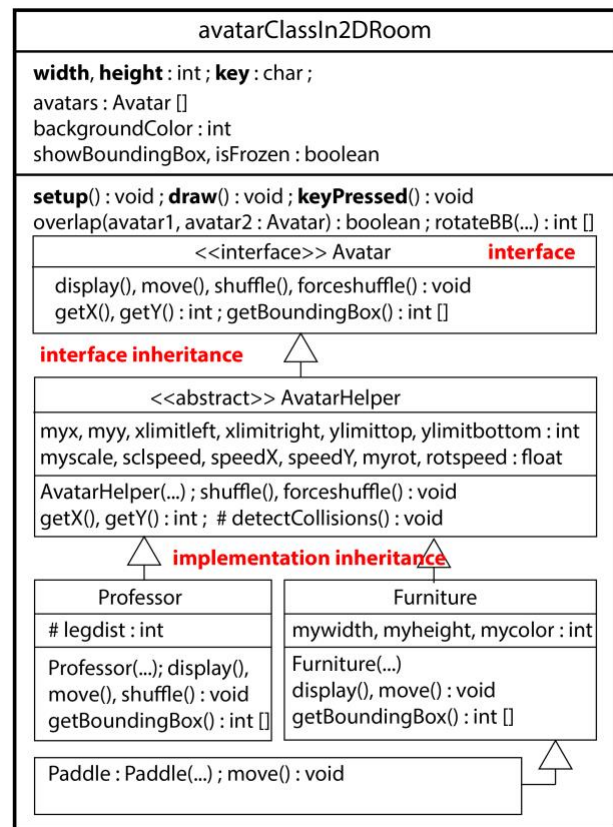 avatarClassIn2DRoom
width, height : int ; key : char ;
avatars : Avatar []
backgroundColor : int
showBoundingBox, isFrozen : boolean
setup() : void ; draw() : void ; keyPressed() : void
overlap(avatar1, avatar2 : Avatar) : boolean ; rotateBB(...) : int []
<<interface>> Avatar interface
display(), move(), shuffle(), forceshuffle() : void
getX(), getY() : int ; getBoundingBox() : int []
interface inheritance
<<abstract>> AvatarHelper
myx, myy, xlimitleft, xlimitright, ylimittop, ylimitbottom : int
myscale, sclspeed, speedX, speedY, myrot, rotspeed : float
AvatarHelper(...) ; shuffle(), forceshuffle() : void
getX(), getY() : int ; # detectCollisions() : void
implementation inheritance
Professor
# legdist : int
Professor(...); display(),
move(), shuffle() : void
getBoundingBox() : int []
Furniture
mywidth, myheight, mycolor : int
Furniture(...)
display(), move() : void
getBoundingBox() : int []
Paddle : Paddle(...) ; move() : void